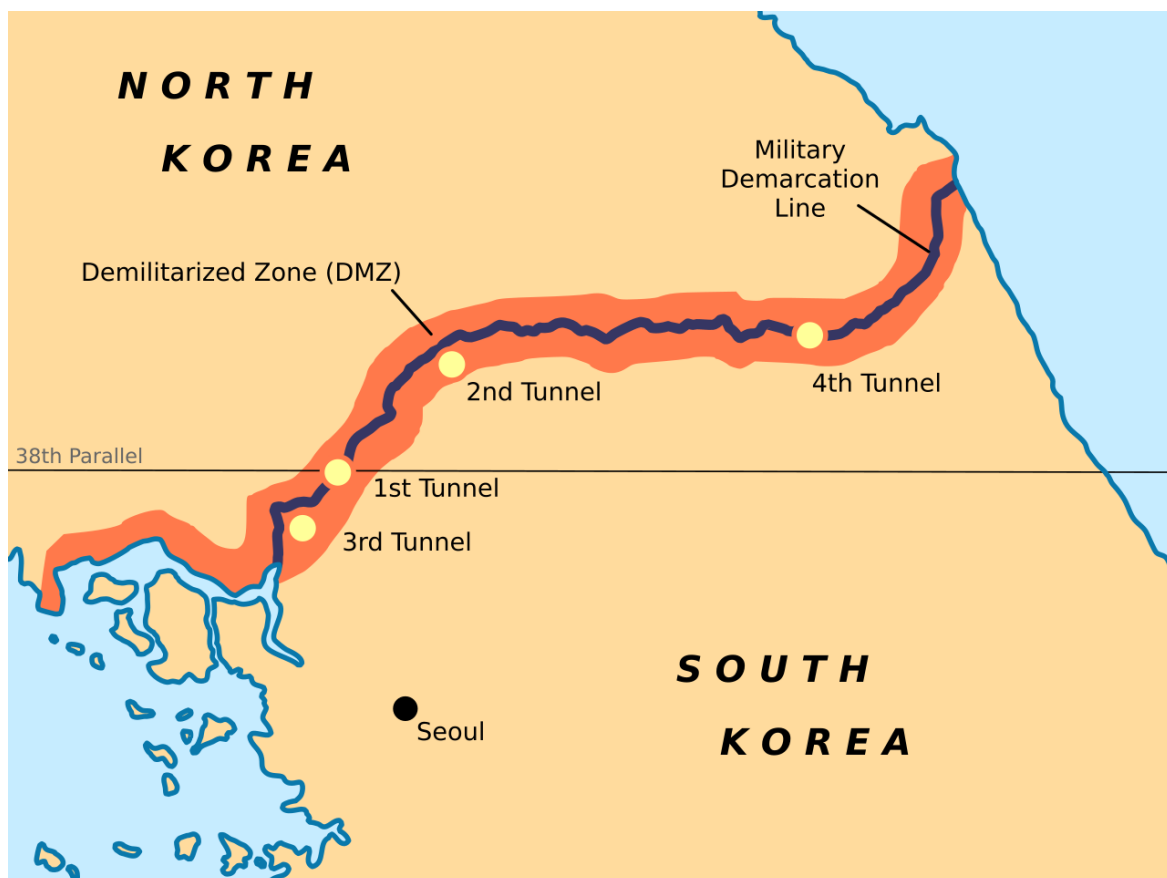 NORTH
KOREA
Military
Demarcation
Line
Demilitarized Zone (DMZ)
2nd Tunnel
4th Tunnel
38th Parallel
1st Tunnel
3rd Tunnel
SOUTH
KOREA
Seoul